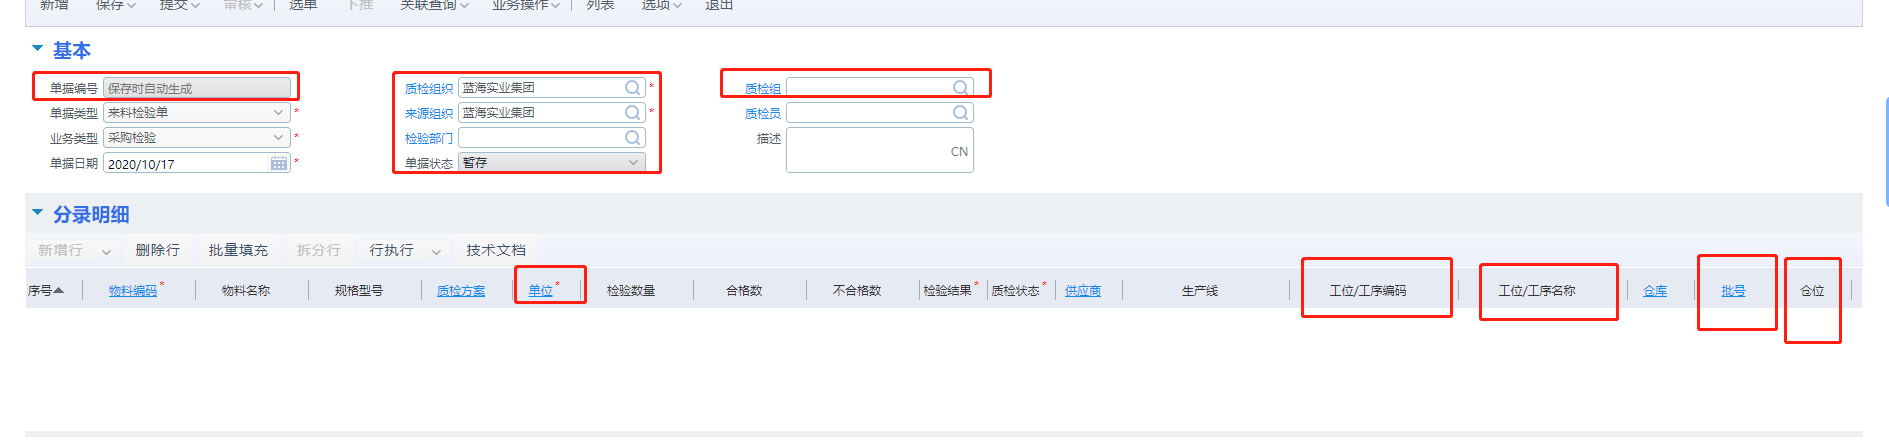 新增 保存 提交 审核 选单 下推 关联查询 业务操作 列表 选项 退出
基本
单据编号 保存时自动生成 质检组织 蓝海实业集团 * 质检组
单据类型 来料检验单 * 来源组织 蓝海实业集团 * 质检员
业务类型 采购检验 * 检验部门 描述
CN
单据日期 2020/10/17 * 单据状态 暂存
分录明细
新增行 删除行 批量填充 拆分行 行执行 技术文档
序号 物料编码* 物料名称 规格型号 质检方案 单位* 检验数量 合格数 不合格数 检验结果* 质检状态* 供应商 生产线 工位/工序编码 工位/工序名称 仓库 批号 仓位